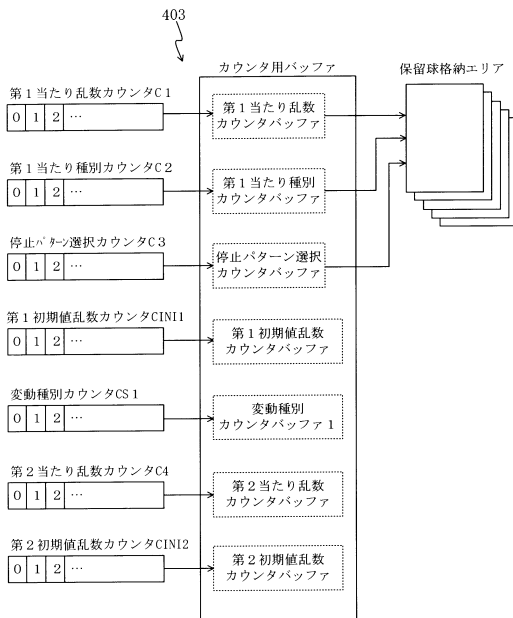 403
カウンタ用バッファ
保留球格納エリア
第1当たり乱数カウンタC1
0 1 2 …
第1当たり乱数
カウンタバッファ
第1当たり種別カウンタC2
0 1 2 …
第1当たり種別
カウンタバッファ
停止パターン選択カウンタC3
0 1 2 …
停止パターン選択
カウンタバッファ
第1初期値乱数カウンタCINI1
0 1 2 …
第1初期値乱数
カウンタバッファ
変動種別カウンタCS1
0 1 2 …
変動種別
カウンタバッファ1
第2当たり乱数カウンタC4
0 1 2 …
第2当たり乱数
カウンタバッファ
第2初期値乱数カウンタCINI2
0 1 2 …
第2初期値乱数
カウンタバッファ